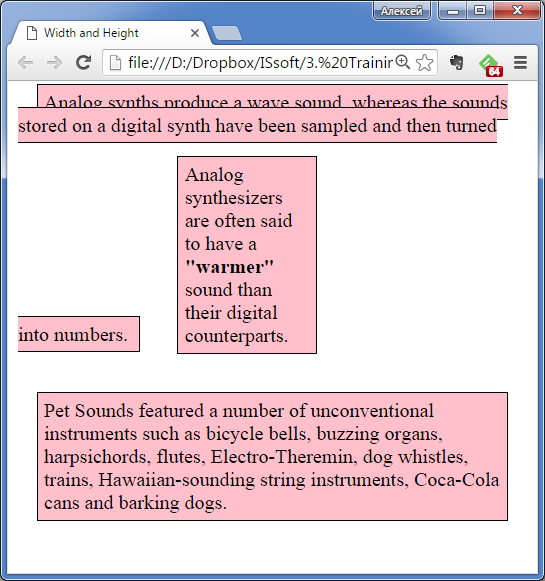 Алексей
Width and Height
file:///D:/Dropbox/ISsoft/3.%20Trainir
64
Analog synths produce a wave sound, whereas the sounds
stored on a digital synth have been sampled and then turned
Analog
synthesizers
are often said
to have a
"warmer"
sound than
their digital
counterparts.
into numbers.
Pet Sounds featured a number of unconventional
instruments such as bicycle bells, buzzing organs,
harpsichords, flutes, Electro-Theremin, dog whistles,
trains, Hawaiian-sounding string instruments, Coca-Cola
cans and barking dogs.